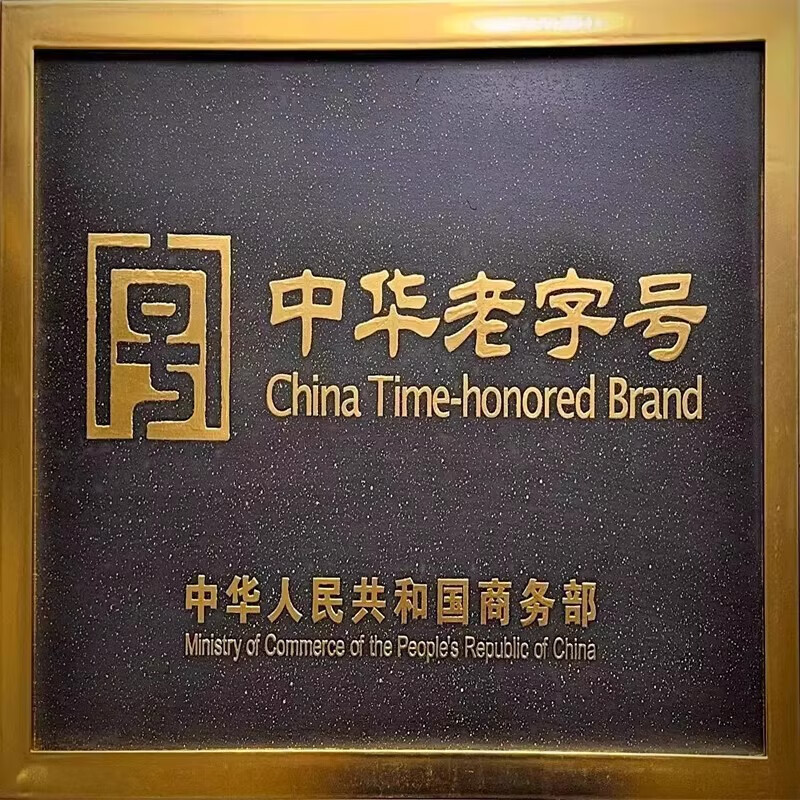 中华老字号
China Time-honored Brand
中华人民共和国商务部
Ministry of Commerce of the People's Republic of China